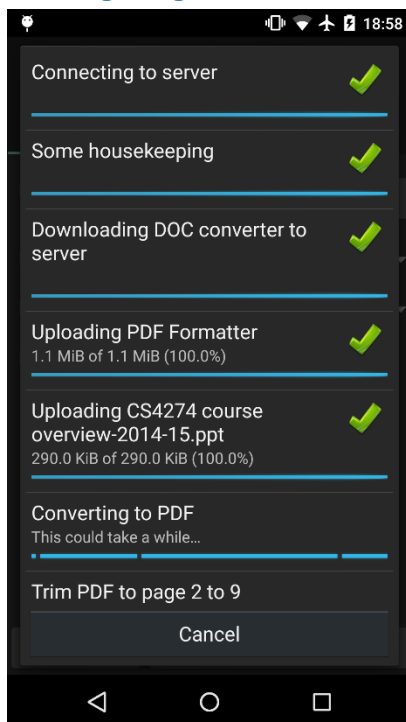 18:58
Connecting to server
Some housekeeping
Downloading DOC converter to
server
Uploading PDF Formatter
1.1 MiB of 1.1 MiB (100.0%)
Uploading CS4274 course
overview-2014-15.ppt
290.0 KiB of 290.0 KiB (100.0%)
Converting to PDF
This could take a while...
Trim PDF to page 2 to 9
Cancel